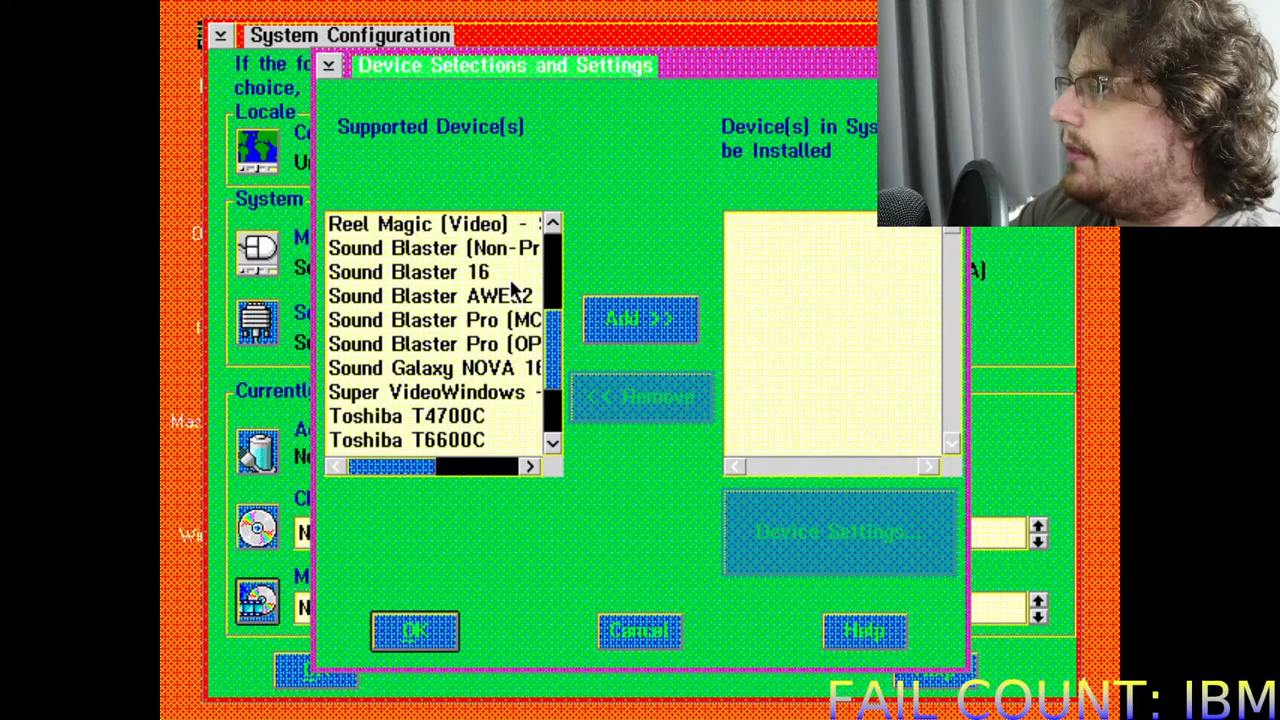 System Configuration
If the fo
choice,
Device Selections and Settings
Locale
Supported Device(s)
Device(s) in Sys
be Installed
System
Reel Magic (Video) -
Sound Blaster (Non-Pr
Sound Blaster 16
Sound Blaster
Sound Blaster Pro (MC
Sound Blaster Pro (OP
Sound Galaxy NOVA 16
Super VideoWindows -
Toshiba T4700C
Toshiba T6600C
Add >>
<< Remove
Currentl
Device Settings...
OK
Cancel
Help
FAIL COUNT: IBM